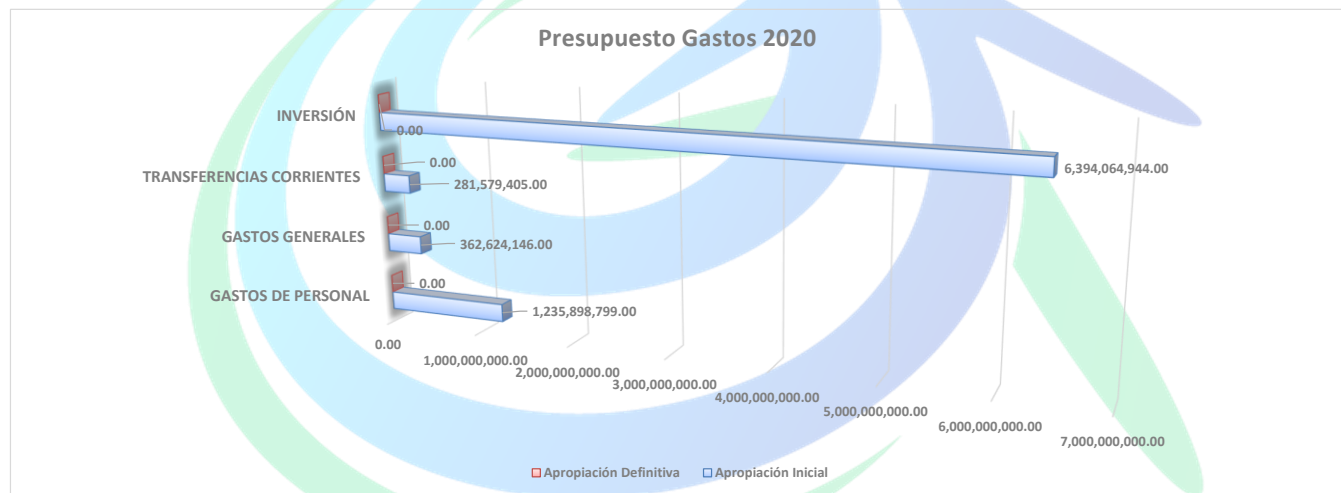 Presupuesto Gastos 2020
INVERSIÓN
0.00
6,394,064,944.00
TRANSFERENCIAS CORRIENTES
0.00
281,579,405.00
GASTOS GENERALES
0.00
362,624,146.00
GASTOS DE PERSONAL
0.00
1,235,898,799.00
0.00
1,000,000,000.00
2,000,000,000.00
3,000,000,000.00
4,000,000,000.00
5,000,000,000.00
6,000,000,000.00
7,000,000,000.00
Apropiación Definitiva Apropiación Inicial